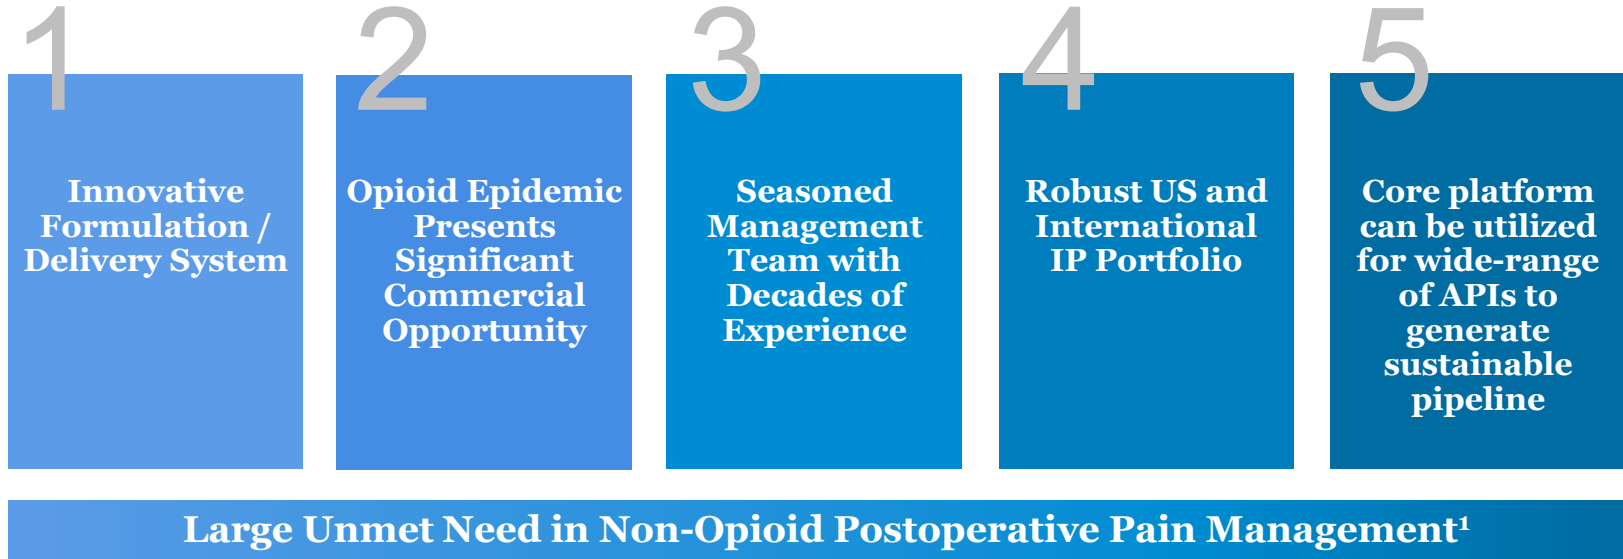 1
Innovative
Formulation /
Delivery System
2
Opioid Epidemic
Presents
Significant
Commercial
Opportunity
3
Seasoned
Management
Team with
Decades of
Experience
4
Robust US and
International
IP Portfolio
5
Core platform
can be utilized
for wide-range
of APIs to
generate
sustainable
pipeline
Large Unmet Need in Non-Opioid Postoperative Pain Management¹